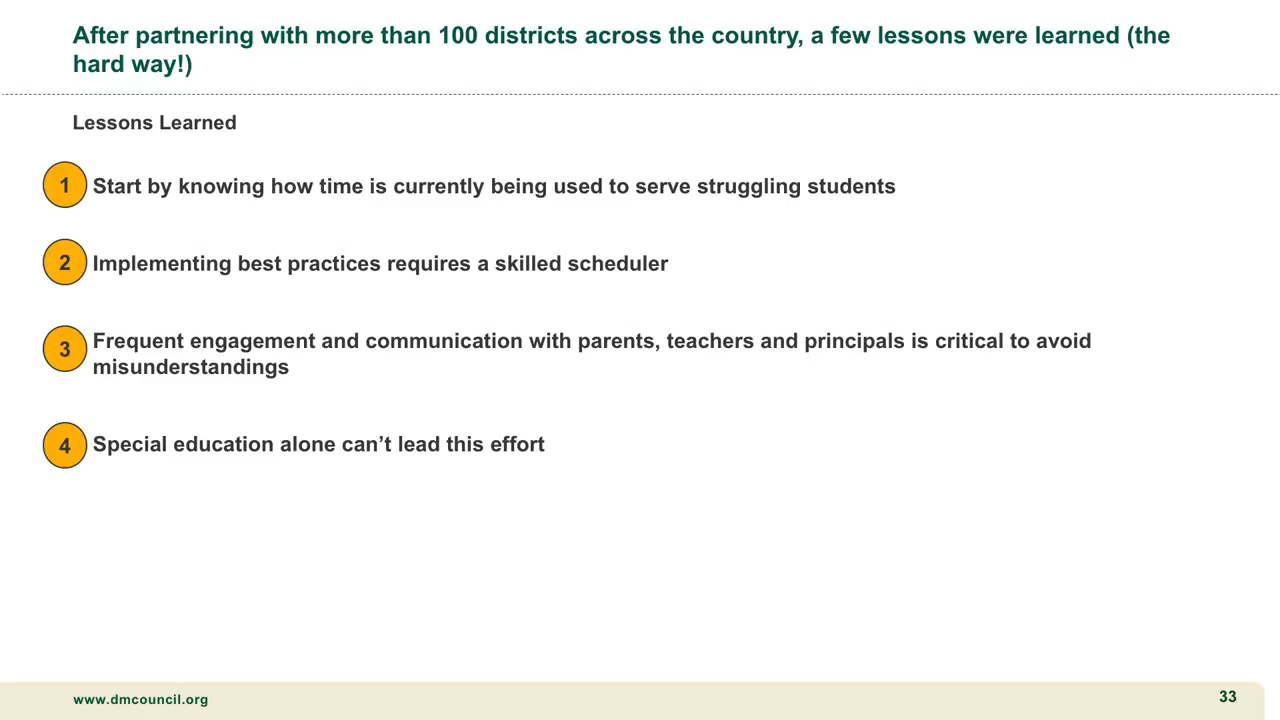 After partnering with more than 100 districts across the country, a few lessons were learned (the
hard way!)
Lessons Learned
1 Start by knowing how time is currently being used to serve struggling students
2 Implementing best practices requires a skilled scheduler
3 Frequent engagement and communication with parents, teachers and principals is critical to avoid
misunderstandings
4 Special education alone can’t lead this effort
www.dmcouncil.org
33